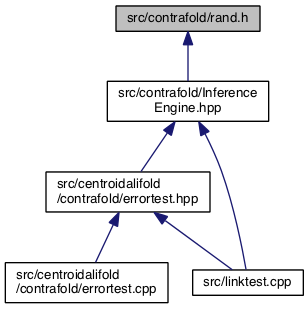 src/contrafold/rand.h
src/contrafold/Inference
Engine.hpp
src/centroidalifold
/contrafold/errortest.hpp
src/centroidalifold
/contrafold/errortest.cpp
src/linktest.cpp